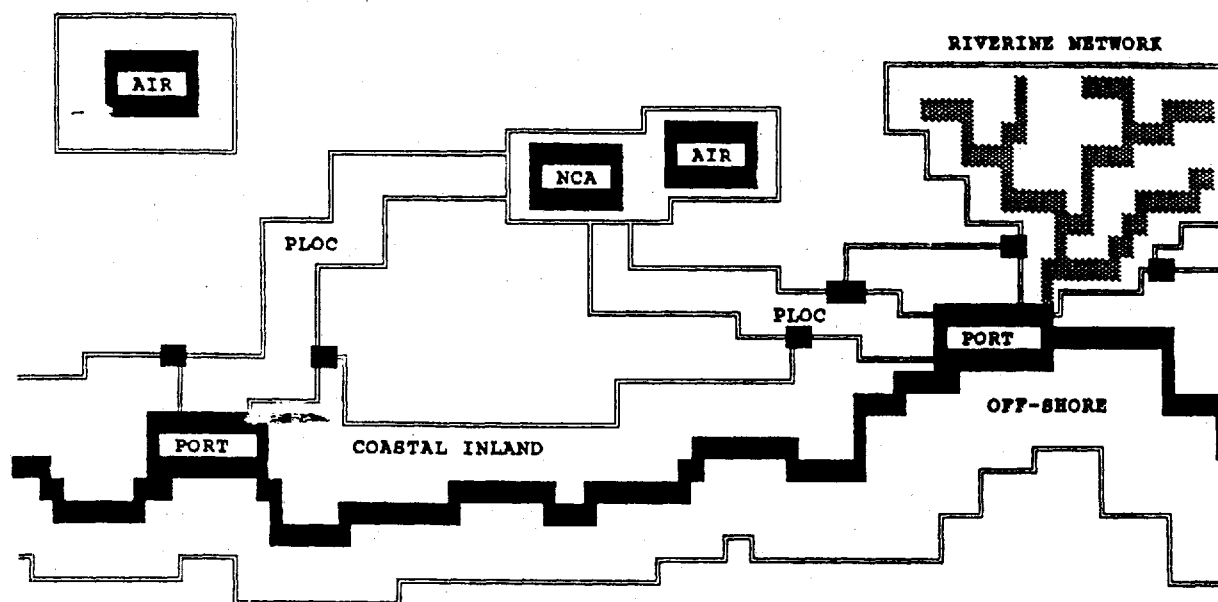 RIVERINE NETWORK
AIR
AIR
NCA
PLOC
PLOC
PORT
OFF-SHORE
PORT
COASTAL INLAND